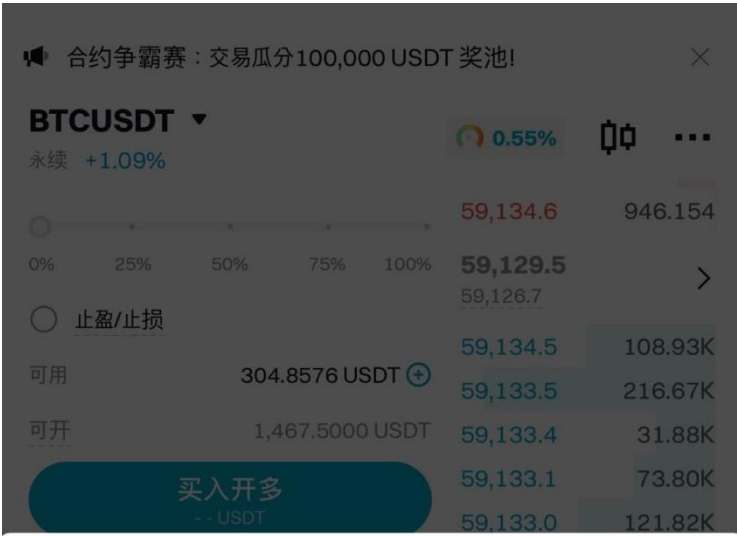 合约争霸赛：交易瓜分100,000 USDT 奖池!
BTCUSDT
永续 +1.09%
0.55%
0% 25% 50% 75% 100%
止盈/止损
可用 304.8576 USDT
可开 1,467.5000 USDT
买入开多
-- USDT
59,134.6 946.154
59,129.5
59,126.7
59,134.5 108.93K
59,133.5 216.67K
59,133.4 31.88K
59,133.1 73.80K
59,133.0 121.82K